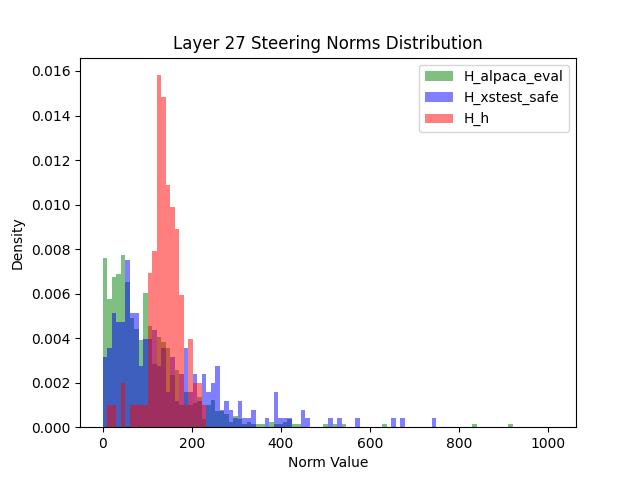 Layer 27 Steering Norms Distribution
H_alpaca_eval
H_xstest_safe
H_h
0.016
0.014
0.012
0.010
0.008
0.006
0.004
0.002
0.000
Density
0
200
400
600
800
1000
Norm Value